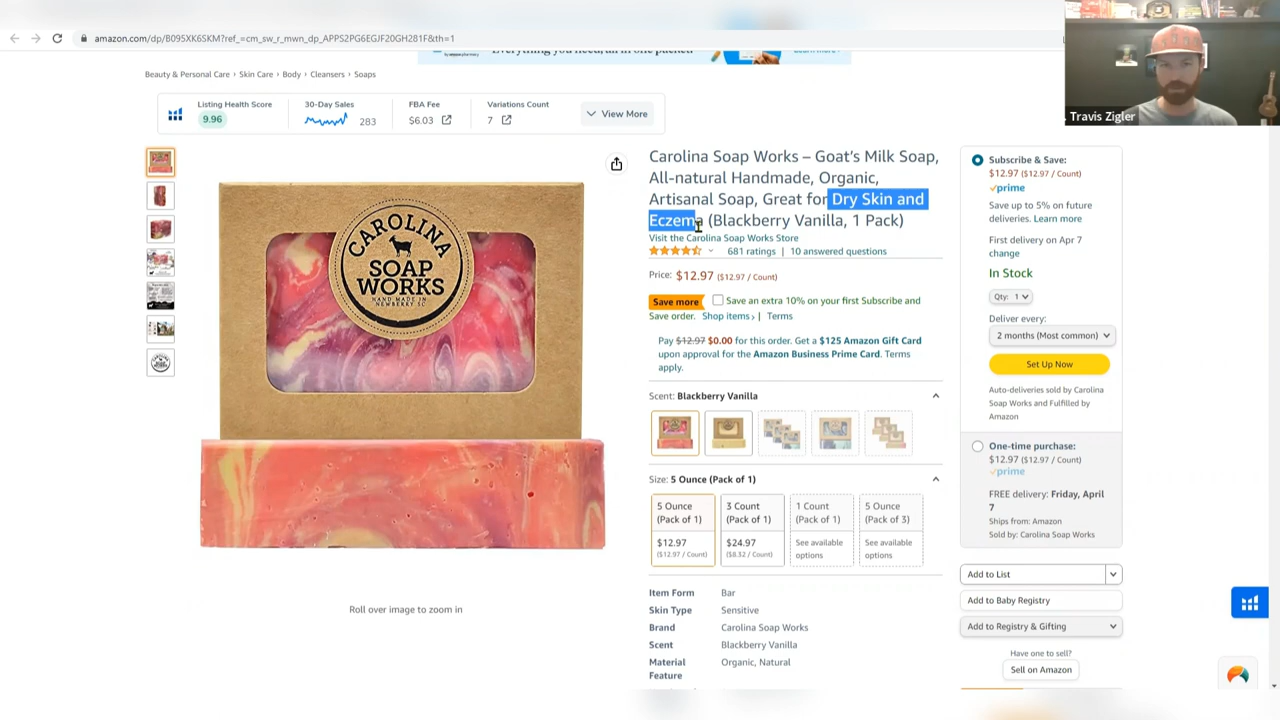 amazon.com/dp/B095XK6SKM?ref_=cm_sw_r_mwn_dp_APPS2PG6EGJF20GH281F&th=1
Everything you need, all in one packet.
Travis Zigler
Beauty & Personal Care › Skin Care › Body › Cleansers › Soaps
Listing Health Score
9.96
30-Day Sales
283
FBA Fee
$6.03
Variations Count
7
View More
Carolina Soap Works – Goat's Milk Soap,
All-natural Handmade, Organic,
Artisanal Soap, Great for Dry Skin and
Eczema (Blackberry Vanilla, 1 Pack)
Visit the Carolina Soap Works Store
681 ratings | 10 answered questions
Price: $12.97 ($12.97 / Count)
Save more Save an extra 10% on your first Subscribe and
Save order. Shop items › | Terms
Pay $12.97 $0.00 for this order. Get a $125 Amazon Gift Card
upon approval for the Amazon Business Prime Card. Terms
apply.
Scent: Blackberry Vanilla
Size: 5 Ounce (Pack of 1)
5 Ounce
(Pack of 1)
$12.97
($12.97 / Count)
3 Count
(Pack of 1)
$24.97
($8.32 / Count)
1 Count
(Pack of 1)
See available
options
5 Ounce
(Pack of 3)
See available
options
Item Form Bar
Skin Type Sensitive
Brand Carolina Soap Works
Scent Blackberry Vanilla
Material Organic, Natural
Feature
CAROLINA
SOAP
WORKS
HAND MADE IN
NEWBERRY SC
Roll over image to zoom in
Subscribe & Save:
$12.97 ($12.97 / Count)
prime
Save up to 5% on future
deliveries. Learn more
First delivery on Apr 7
change
In Stock
Qty: 1
Deliver every:
2 months (Most common)
Set Up Now
Auto-deliveries sold by Carolina
Soap Works and Fulfilled by
Amazon
One-time purchase:
$12.97 ($12.97 / Count)
prime
FREE delivery: Friday, April
7
Ships from: Amazon
Sold by: Carolina Soap Works
Add to List
Add to Baby Registry
Add to Registry & Gifting
Have one to sell?
Sell on Amazon